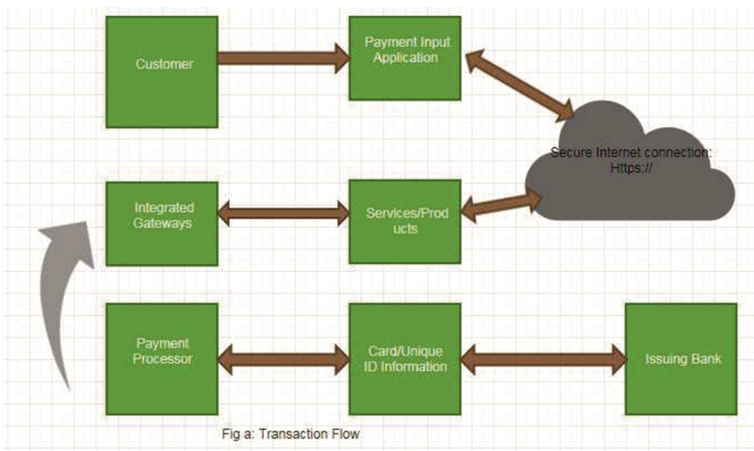 Customer
Payment Input
Application
Secure Internet connection:
Https://
Integrated
Gateways
Services/Prod
ucts
Payment
Processor
Card/Unique
ID Information
Issuing Bank
Fig a: Transaction Flow